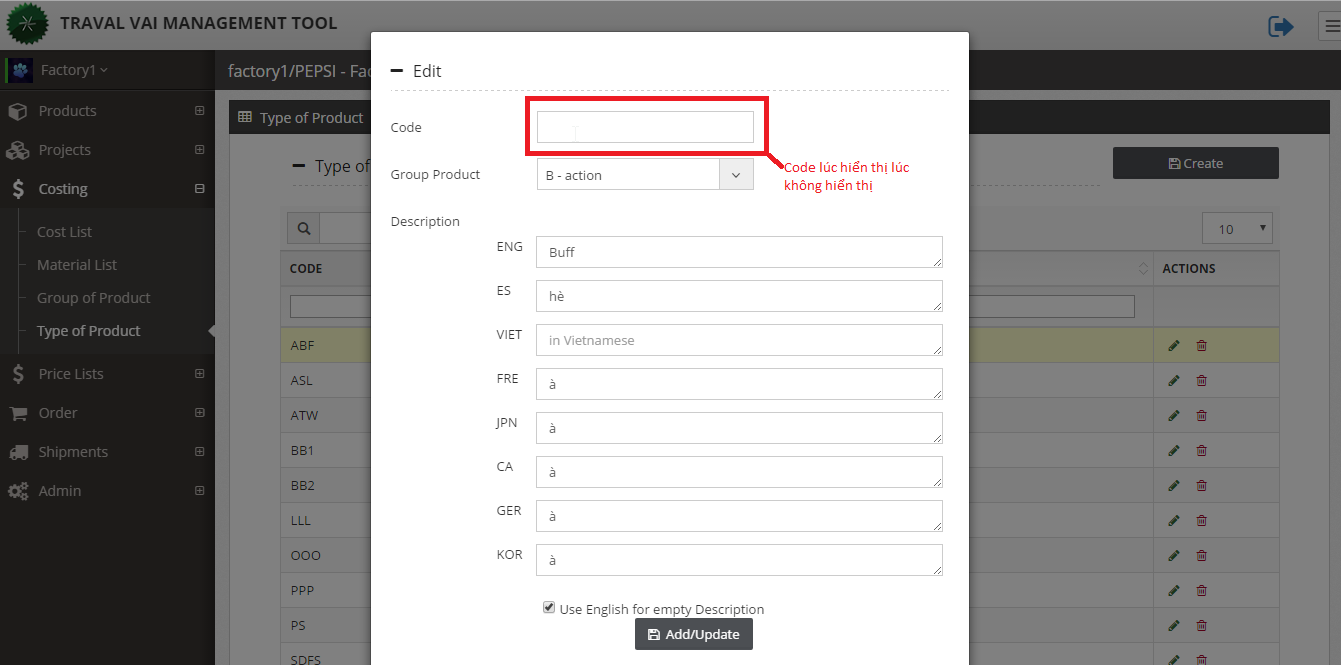 TRAVAL VAI MANAGEMENT TOOL
Factory1
factory1/PEPSI - Fac
Products
Projects
Costing
Cost List
Material List
Group of Product
Type of Product
Price Lists
Order
Shipments
Admin
Type of Product
Type of
Create
10
CODE
ACTIONS
ABF
ASL
ATW
BB1
BB2
LLL
OOO
PPP
PS
SDFS
Edit
Code
Code lúc hiển thị lúc
không hiển thị
Group Product
B - action
Description
ENG
Buff
ES
hè
VIET
in Vietnamese
FRE
à
JPN
à
CA
à
GER
à
KOR
à
Use English for empty Description
Add/Update